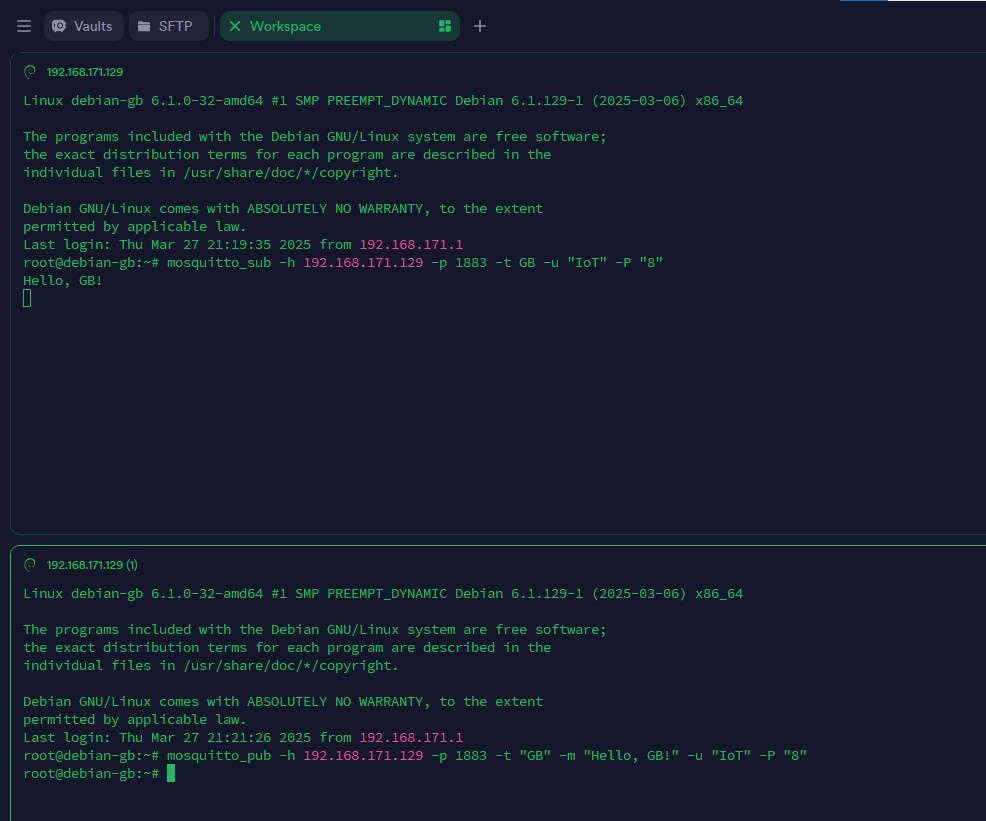 Vaults SFTP Workspace
192.168.171.129
Linux debian-gb 6.1.0-32-amd64 #1 SMP PREEMPT_DYNAMIC Debian 6.1.129-1 (2025-03-06) x86_64
The programs included with the Debian GNU/Linux system are free software;
the exact distribution terms for each program are described in the
individual files in /usr/share/doc/*/copyright.
Debian GNU/Linux comes with ABSOLUTELY NO WARRANTY, to the extent
permitted by applicable law.
Last login: Thu Mar 27 21:19:35 2025 from 192.168.171.1
root@debian-gb:~# mosquitto_sub -h 192.168.171.129 -p 1883 -t GB -u "IoT" -P "8"
Hello, GB!
192.168.171.129 (1)
Linux debian-gb 6.1.0-32-amd64 #1 SMP PREEMPT_DYNAMIC Debian 6.1.129-1 (2025-03-06) x86_64
The programs included with the Debian GNU/Linux system are free software;
the exact distribution terms for each program are described in the
individual files in /usr/share/doc/*/copyright.
Debian GNU/Linux comes with ABSOLUTELY NO WARRANTY, to the extent
permitted by applicable law.
Last login: Thu Mar 27 21:21:26 2025 from 192.168.171.1
root@debian-gb:~# mosquitto_pub -h 192.168.171.129 -p 1883 -t "GB" -m "Hello, GB!" -u "IoT" -P "8"
root@debian-gb:~#